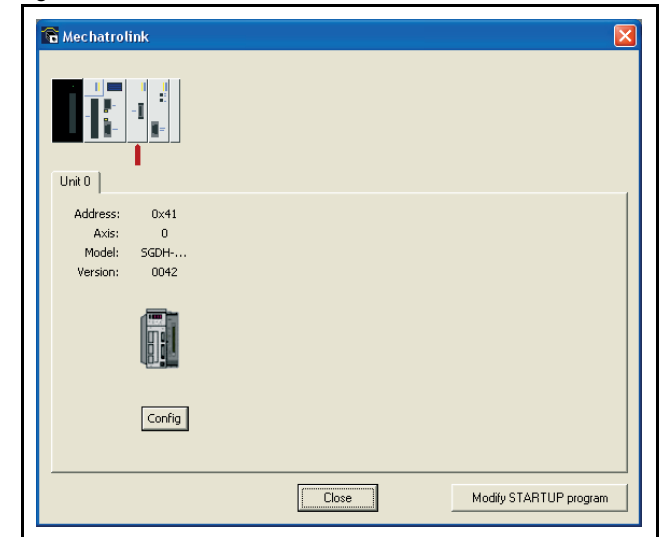 Mechatrolink
Unit 0
Address: 0x41
Axis: 0
Model: SGDH-...
Version: 0042
Config
Close
Modify STARTUP program